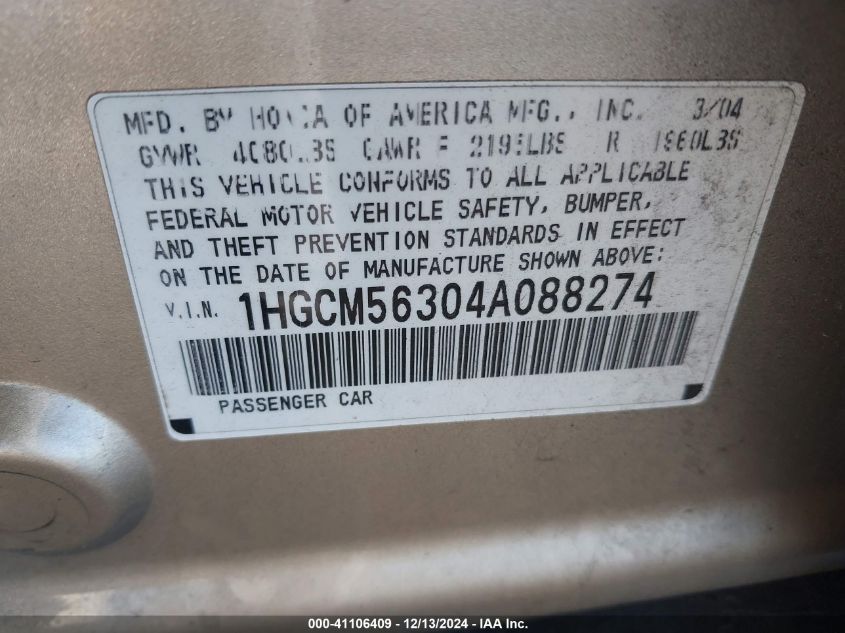 MFD. BY HONDA OF AMERICA MFG., INC. 3/04
GVWR 4080LBS GAWR F 2195LBS R 1960LBS
THIS VEHICLE CONFORMS TO ALL APPLICABLE
FEDERAL MOTOR VEHICLE SAFETY, BUMPER,
AND THEFT PREVENTION STANDARDS IN EFFECT
ON THE DATE OF MANUFACTURE SHOWN ABOVE:
V.I.N. 1HGCM56304A088274
PASSENGER CAR
000-41106409 - 12/13/2024 - IAA Inc.